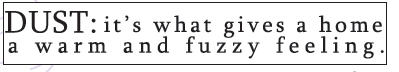 DUST: it's what gives a home
a warm and fuzzy feeling.